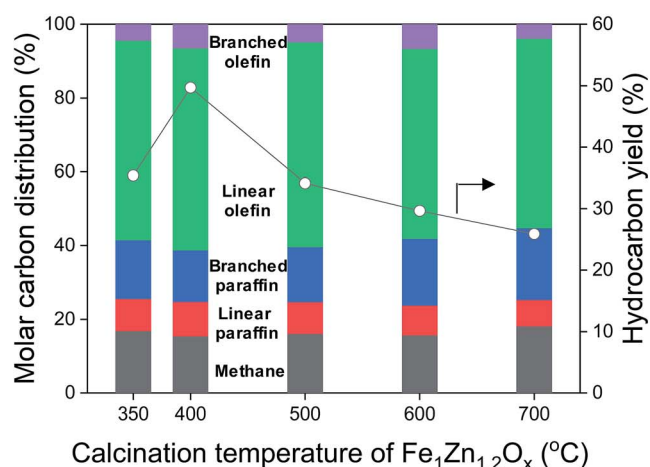 100
80
60
40
20
0
Molar carbon distribution (%)
60
50
40
30
20
10
0
Hydrocarbon yield (%)
Branched
olefin
Linear
olefin
Branched
paraffin
Linear
paraffin
Methane
350 400 500 600 700
Calcination temperature of Fe₁Zn₁.₂Oₓ (°C)